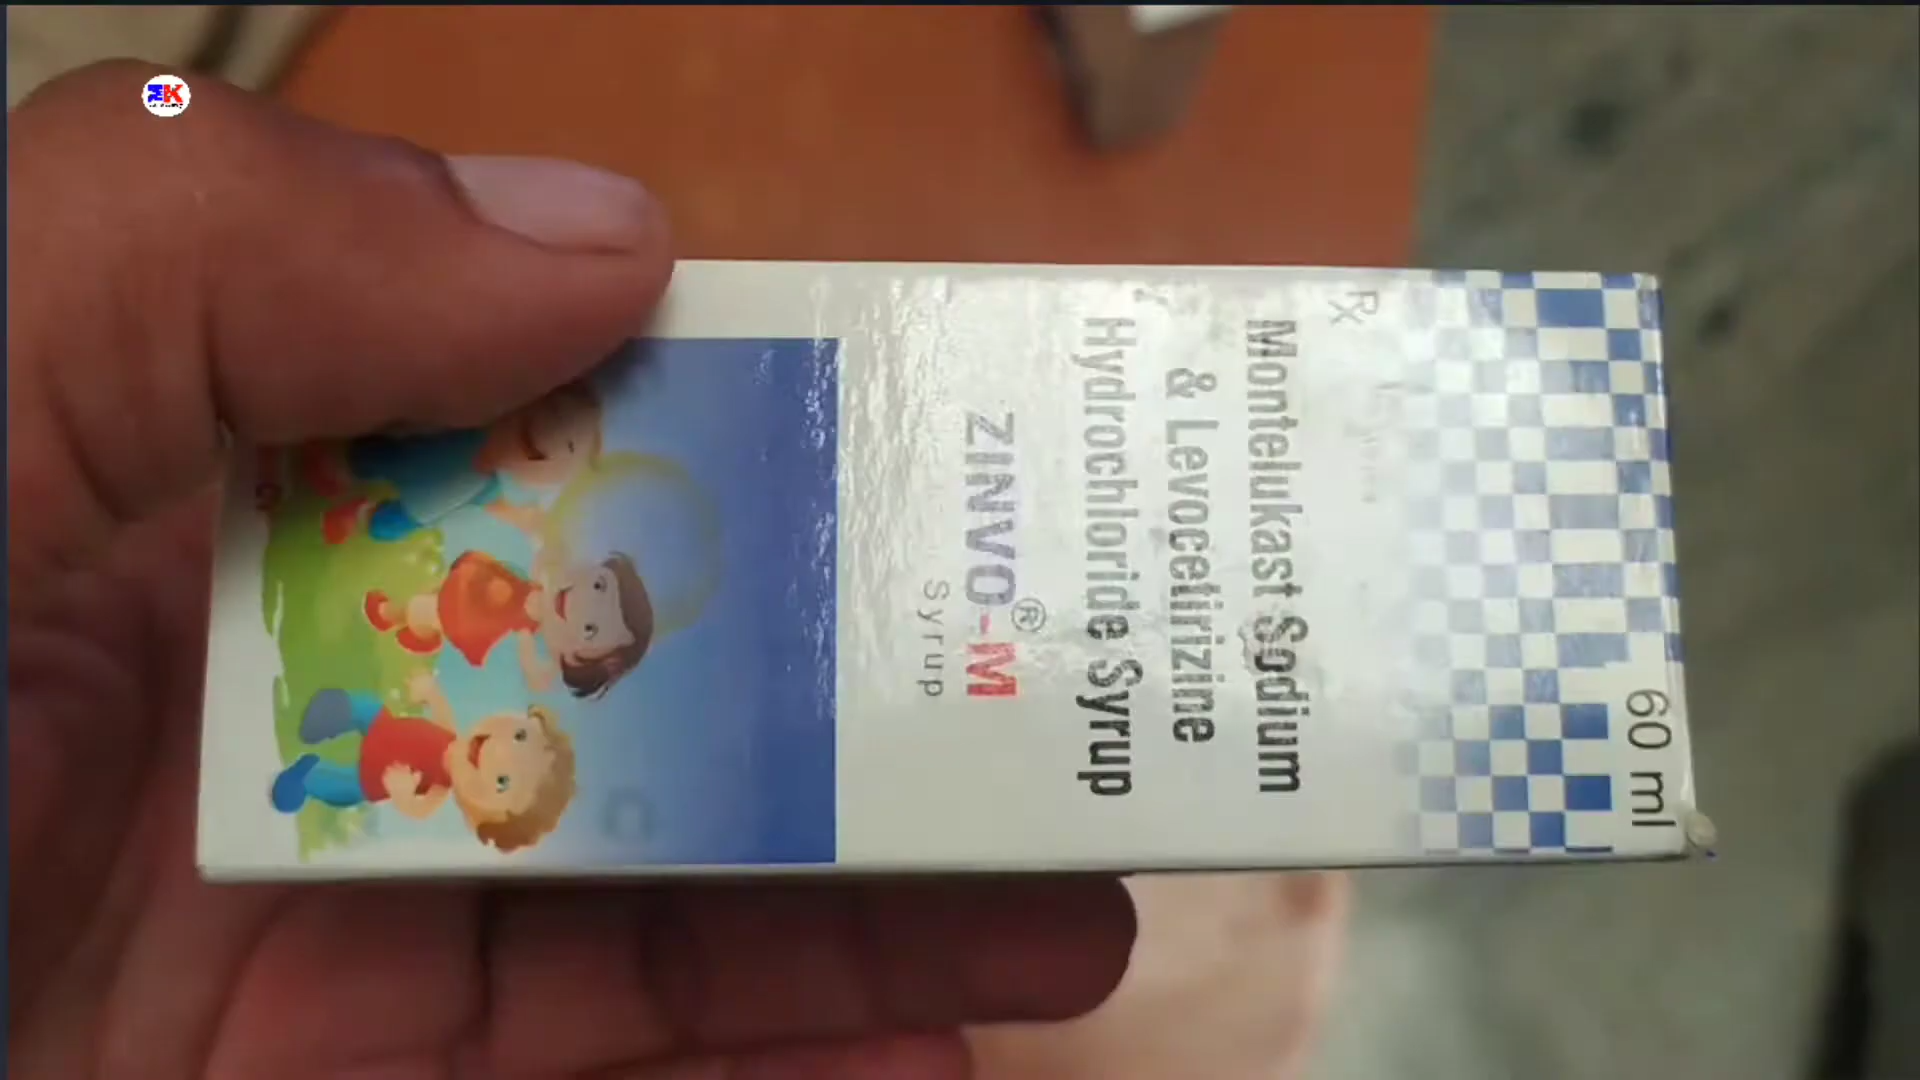 Rx
Montelukast Sodium
& Levocetirizine
Hydrochloride Syrup
ZINVO®-M
Syrup
60 ml